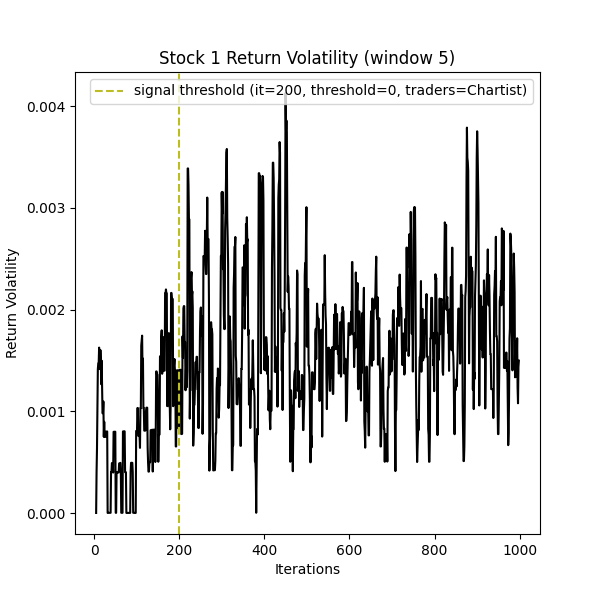 Stock 1 Return Volatility (window 5)
signal threshold (it=200, threshold=0, traders=Chartist)
0.004
0.003
0.002
0.001
0.000
Return Volatility
0 200 400 600 800 1000
Iterations